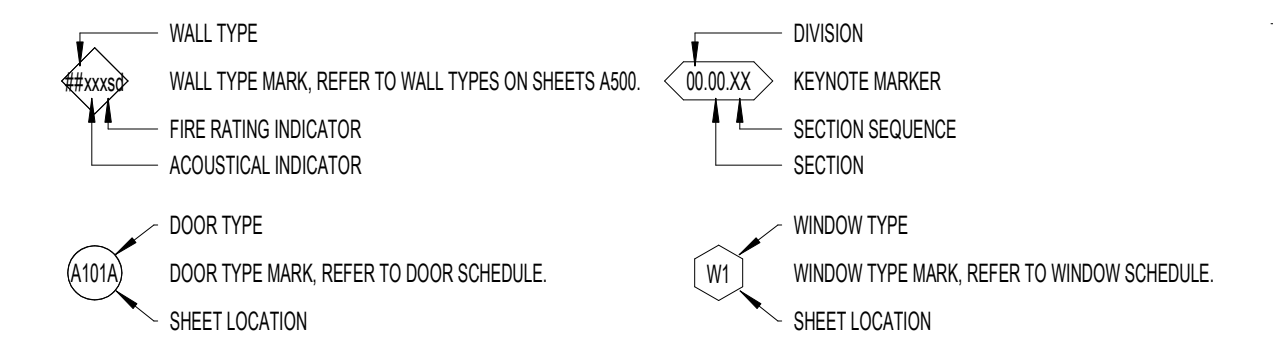 WALL TYPE
##xxxsd
WALL TYPE MARK, REFER TO WALL TYPES ON SHEETS A500.
FIRE RATING INDICATOR
ACOUSTICAL INDICATOR
DIVISION
00.00.XX
KEYNOTE MARKER
SECTION SEQUENCE
SECTION
DOOR TYPE
A101A
DOOR TYPE MARK, REFER TO DOOR SCHEDULE.
SHEET LOCATION
WINDOW TYPE
W1
WINDOW TYPE MARK, REFER TO WINDOW SCHEDULE.
SHEET LOCATION